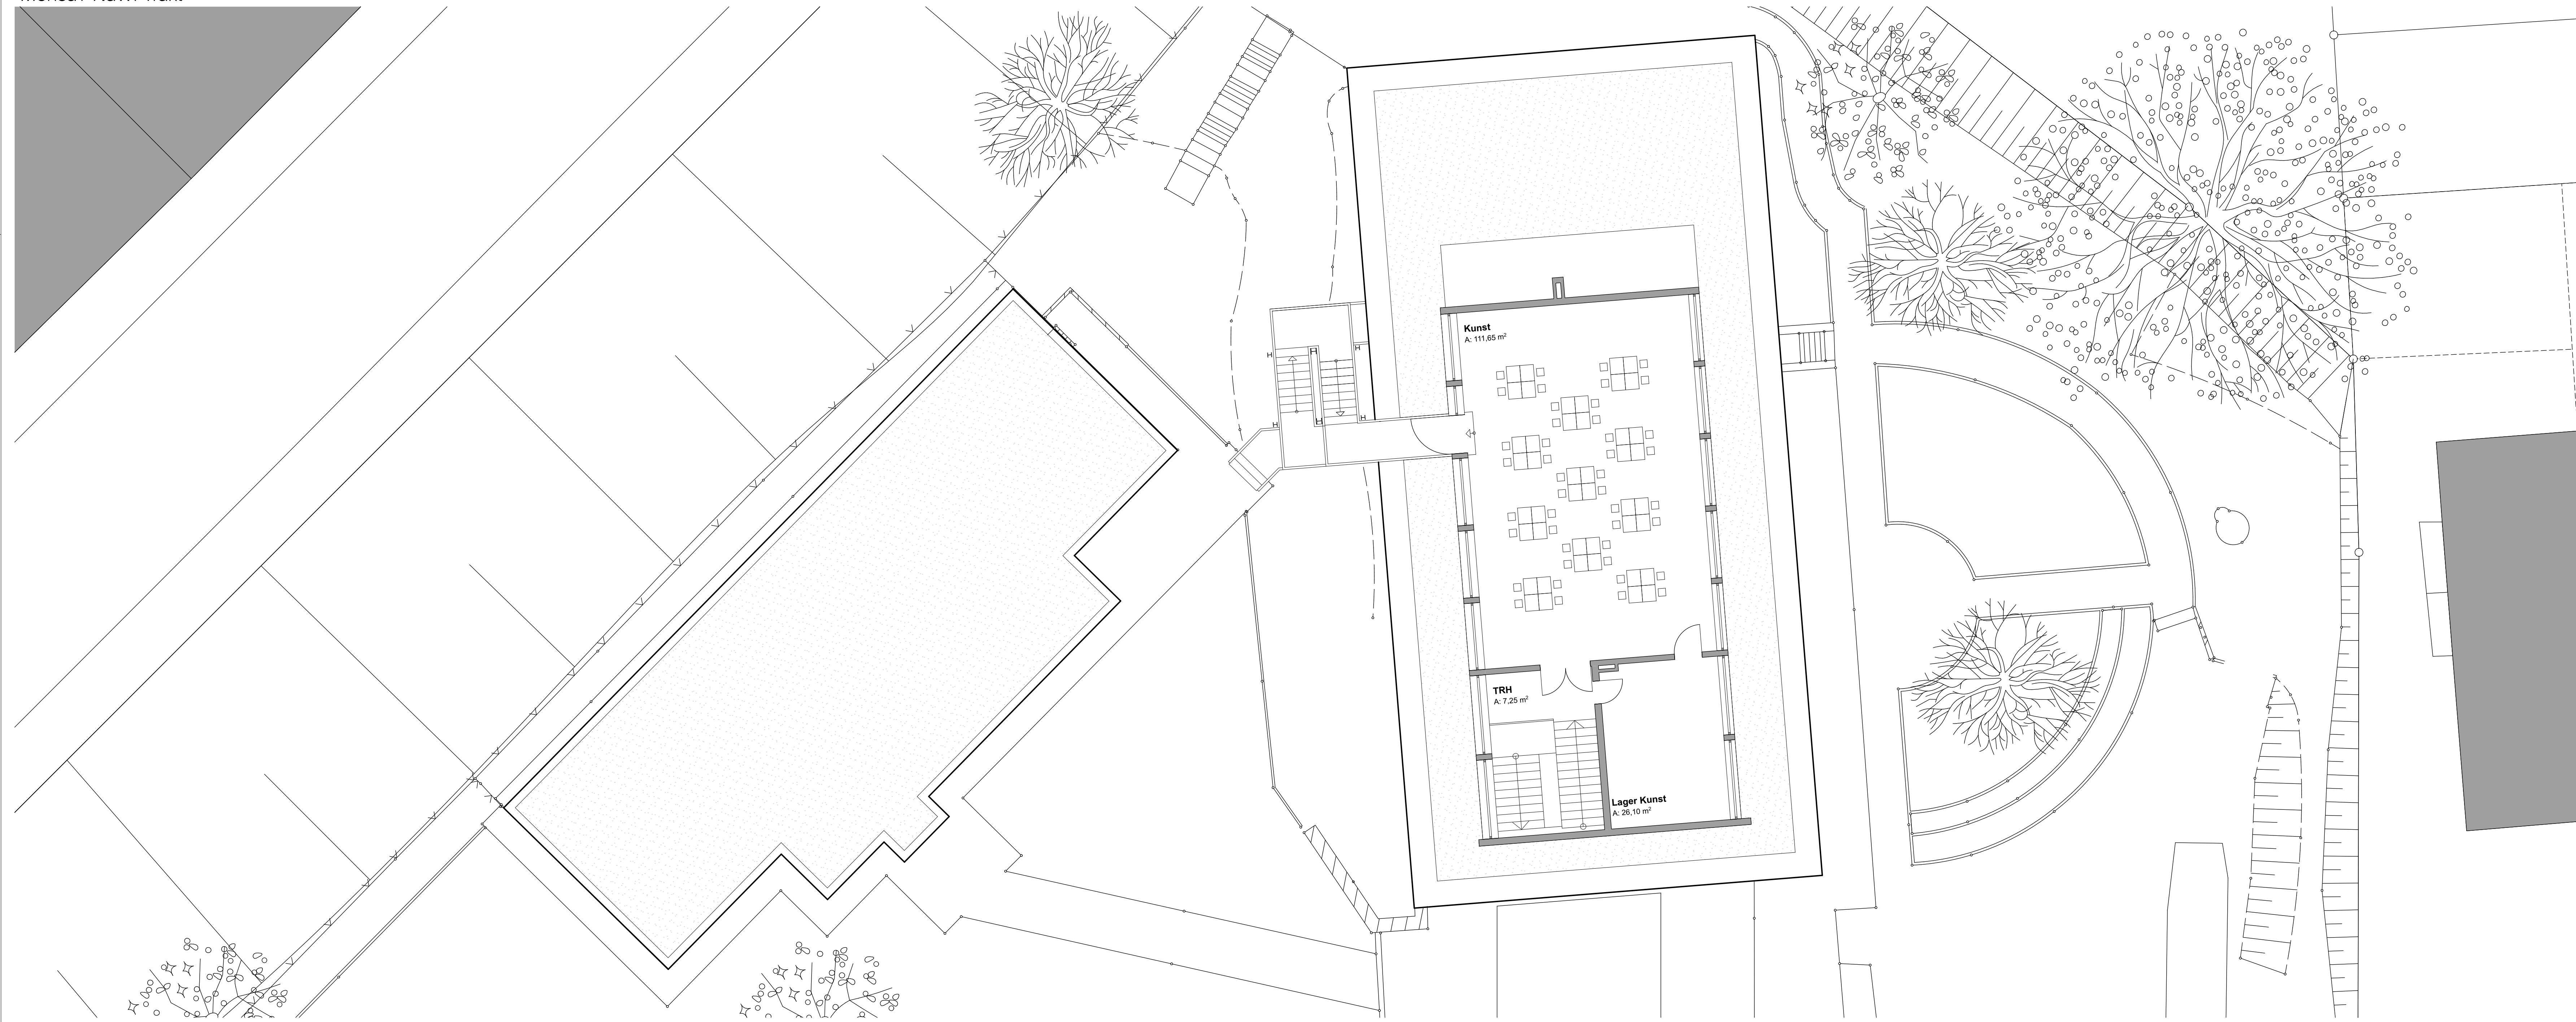 Kunst
A: 111,65 m²
TRH
A: 7,25 m²
Lager Kunst
A: 26,10 m²